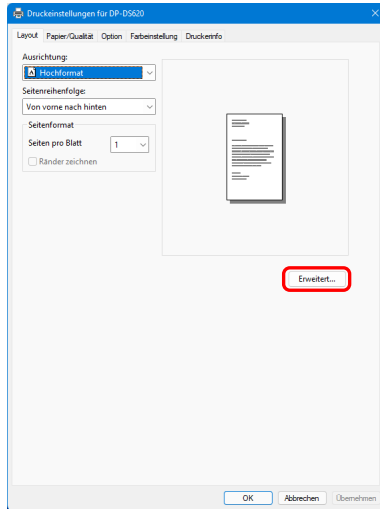 Druckeinstellungen für DP-DS620
Layout Papier/Qualität Option Farbeinstellung Druckerinfo
Ausrichtung:
A Hochformat
Seitenreihenfolge:
Von vorne nach hinten
Seitenformat
Seiten pro Blatt 1
Ränder zeichnen
Erweitert...
OK Abbrechen Übernehmen